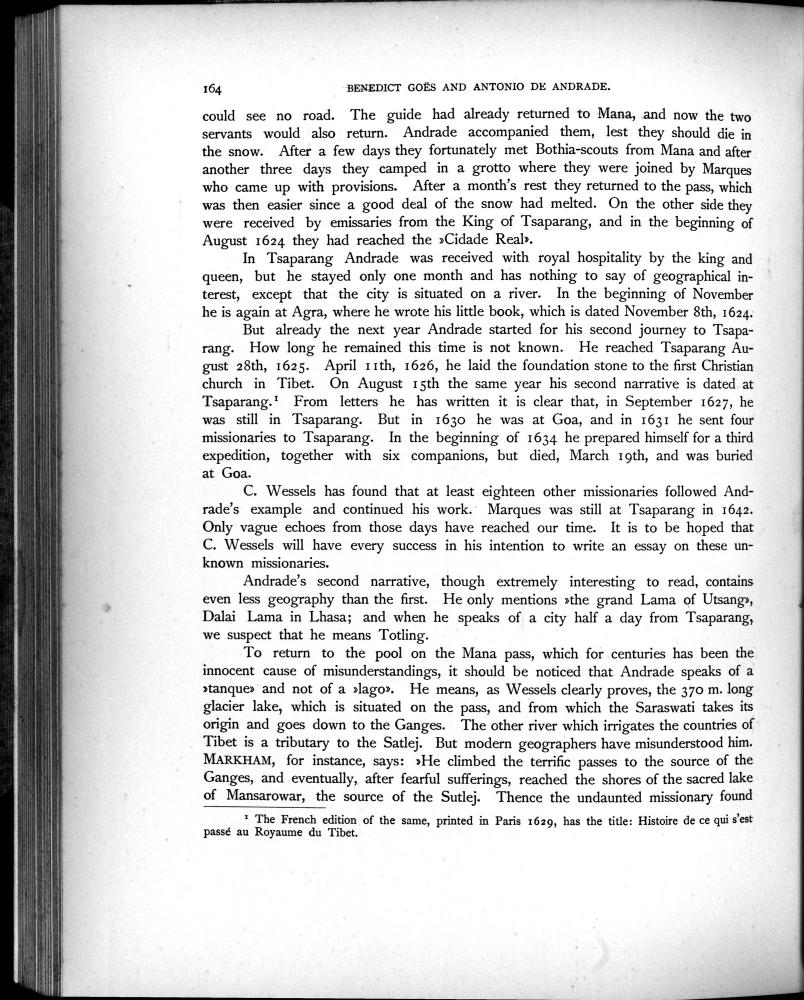 164 BENEDICT GOËS AND ANTONIO DE ANDRADE.
could see no road. The guide had already returned to Mana, and now the two
servants would also return. Andrade accompanied them, lest they should die in
the snow. After a few days they fortunately met Bothia-scouts from Mana and after
another three days they camped in a grotto where they were joined by Marques
who came up with provisions. After a month's rest they returned to the pass, which
was then easier since a good deal of the snow had melted. On the other side they
were received by emissaries from the King of Tsaparang, and in the beginning of
August 1624 they had reached the »Cidade Real».
In Tsaparang Andrade was received with royal hospitality by the king and
queen, but he stayed only one month and has nothing to say of geographical in-
terest, except that the city is situated on a river. In the beginning of November
he is again at Agra, where he wrote his little book, which is dated November 8th, 1624.
But already the next year Andrade started for his second journey to Tsapa-
rang. How long he remained this time is not known. He reached Tsaparang Au-
gust 28th, 1625. April 11th, 1626, he laid the foundation stone to the first Christian
church in Tibet. On August 15th the same year his second narrative is dated at
Tsaparang.¹ From letters he has written it is clear that, in September 1627, he
was still in Tsaparang. But in 1630 he was at Goa, and in 1631 he sent four
missionaries to Tsaparang. In the beginning of 1634 he prepared himself for a third
expedition, together with six companions, but died, March 19th, and was buried
at Goa.
C. Wessels has found that at least eighteen other missionaries followed And-
rade's example and continued his work. Marques was still at Tsaparang in 1642.
Only vague echoes from those days have reached our time. It is to be hoped that
C. Wessels will have every success in his intention to write an essay on these un-
known missionaries.
Andrade's second narrative, though extremely interesting to read, contains
even less geography than the first. He only mentions »the grand Lama of Utsang»,
Dalai Lama in Lhasa; and when he speaks of a city half a day from Tsaparang,
we suspect that he means Totling.
To return to the pool on the Mana pass, which for centuries has been the
innocent cause of misunderstandings, it should be noticed that Andrade speaks of a
»tanque» and not of a »lago». He means, as Wessels clearly proves, the 370 m. long
glacier lake, which is situated on the pass, and from which the Saraswati takes its
origin and goes down to the Ganges. The other river which irrigates the countries of
Tibet is a tributary to the Satlej. But modern geographers have misunderstood him.
MARKHAM, for instance, says: »He climbed the terrific passes to the source of the
Ganges, and eventually, after fearful sufferings, reached the shores of the sacred lake
of Mansarowar, the source of the Sutlej. Thence the undaunted missionary found
¹ The French edition of the same, printed in Paris 1629, has the title: Histoire de ce qui s'est
passé au Royaume du Tibet.